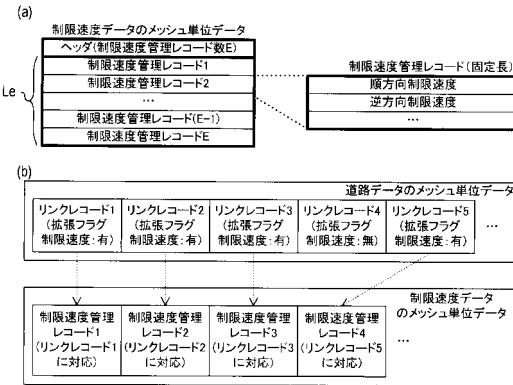 (a)
制限速度データのメッシュ単位データ
ヘッダ(制限速度管理レコード数E)
制限速度管理レコード1
制限速度管理レコード2
…
制限速度管理レコード(E-1)
制限速度管理レコードE
Le
制限速度管理レコード(固定長)
順方向制限速度
逆方向制限速度
…
(b)
道路データのメッシュ単位データ
リンクレコード1
(拡張フラグ
制限速度:有)
リンクレコード2
(拡張フラグ
制限速度:有)
リンクレコード3
(拡張フラグ
制限速度:有)
リンクレコード4
(拡張フラグ
制限速度:無)
リンクレコード5
(拡張フラグ
制限速度:有)
…
制限速度管理
レコード1
(リンクレコード1
に対応)
制限速度管理
レコード2
(リンクレコード2
に対応)
制限速度管理
レコード3
(リンクレコード3
に対応)
制限速度管理
レコード4
(リンクレコード5
に対応)
制限速度データ
のメッシュ単位データ
…